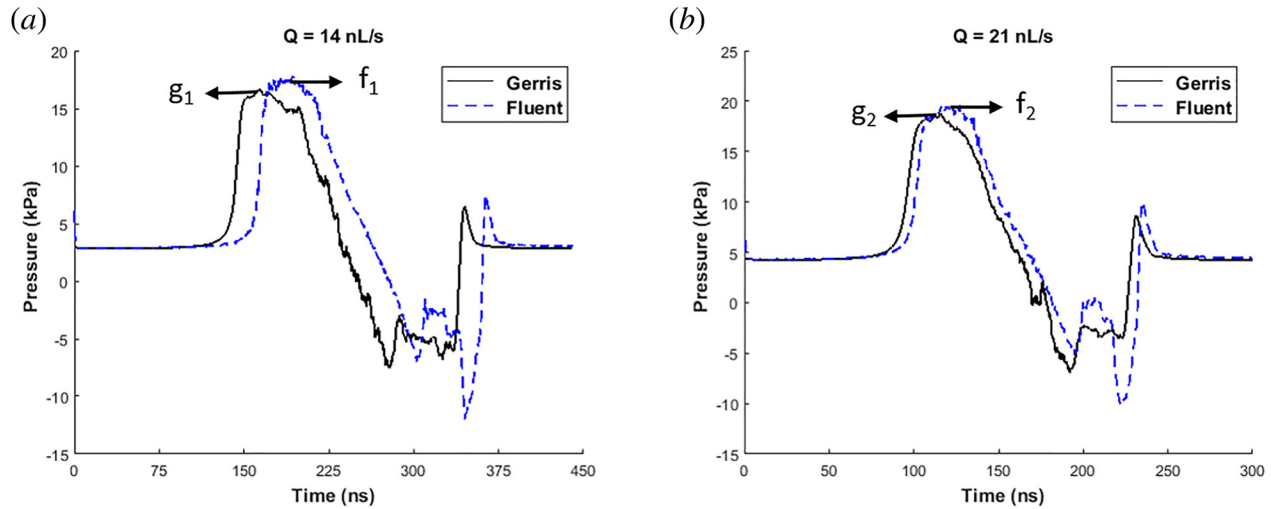 (a)
Q = 14 nL/s
20
15
10
5
0
-5
-10
-15
0 75 150 225 300 375 450
Pressure (kPa)
Time (ns)
Gerris
Fluent
g1
f1
(b)
Q = 21 nL/s
25
20
15
10
5
0
-5
-10
-15
0 50 100 150 200 250 300
Pressure (kPa)
Time (ns)
Gerris
Fluent
g2
f2